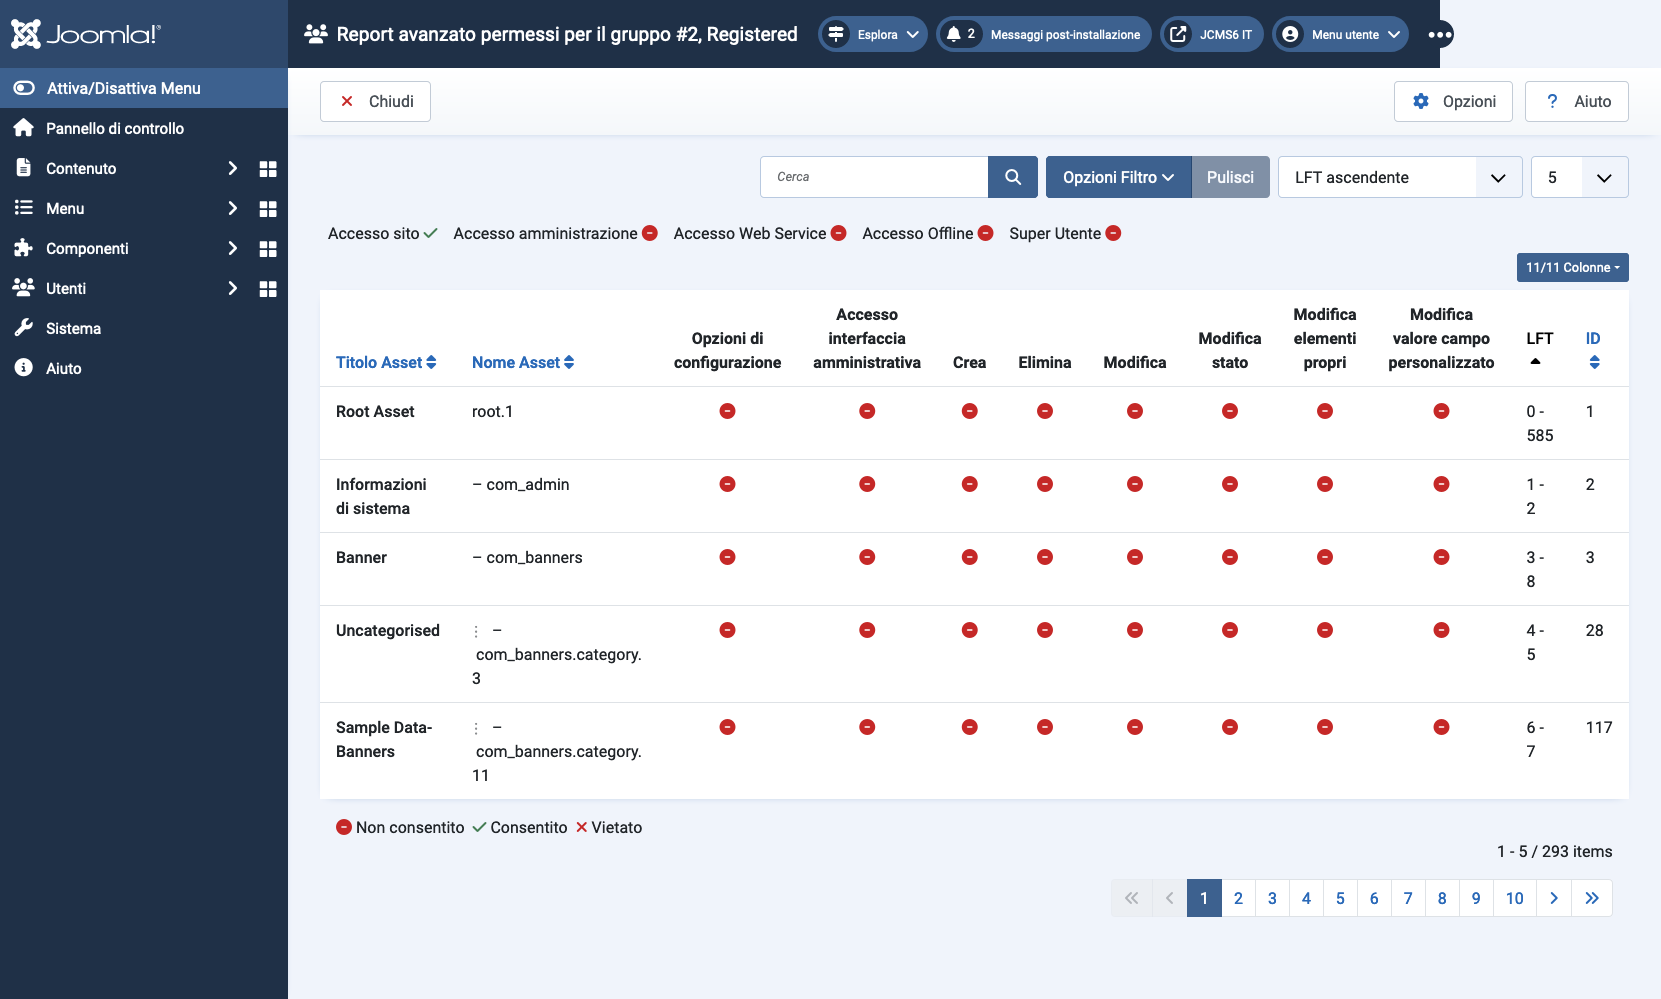 Joomla!
Report avanzato permessi per il gruppo #2, Registered
Esplora
2 Messaggi post-installazione
JCMS6 IT
Menu utente
Attiva/Disattiva Menu
Pannello di controllo
Contenuto
Menu
Componenti
Utenti
Sistema
Aiuto
Chiudi
Opzioni
? Aiuto
Cerca
Opzioni Filtro
Pulisci
LFT ascendente
5
Accesso sito Accesso amministrazione Accesso Web Service Accesso Offline Super Utente
11/11 Colonne
Titolo Asset
Nome Asset
Opzioni di
configurazione
Accesso
interfaccia
amministrativa
Crea
Elimina
Modifica
Modifica
stato
Modifica
elementi
propri
Modifica
valore campo
personalizzato
LFT
ID
Root Asset
root.1
0 -
585
1
Informazioni
di sistema
– com_admin
1 -
2
2
Banner
– com_banners
3 -
8
3
Uncategorised
⋮ –
com_banners.category.
3
4 -
5
28
Sample Data-
Banners
⋮ –
com_banners.category.
11
6 -
7
117
Non consentito Consentito Vietato
1 - 5 / 293 items
1 2 3 4 5 6 7 8 9 10